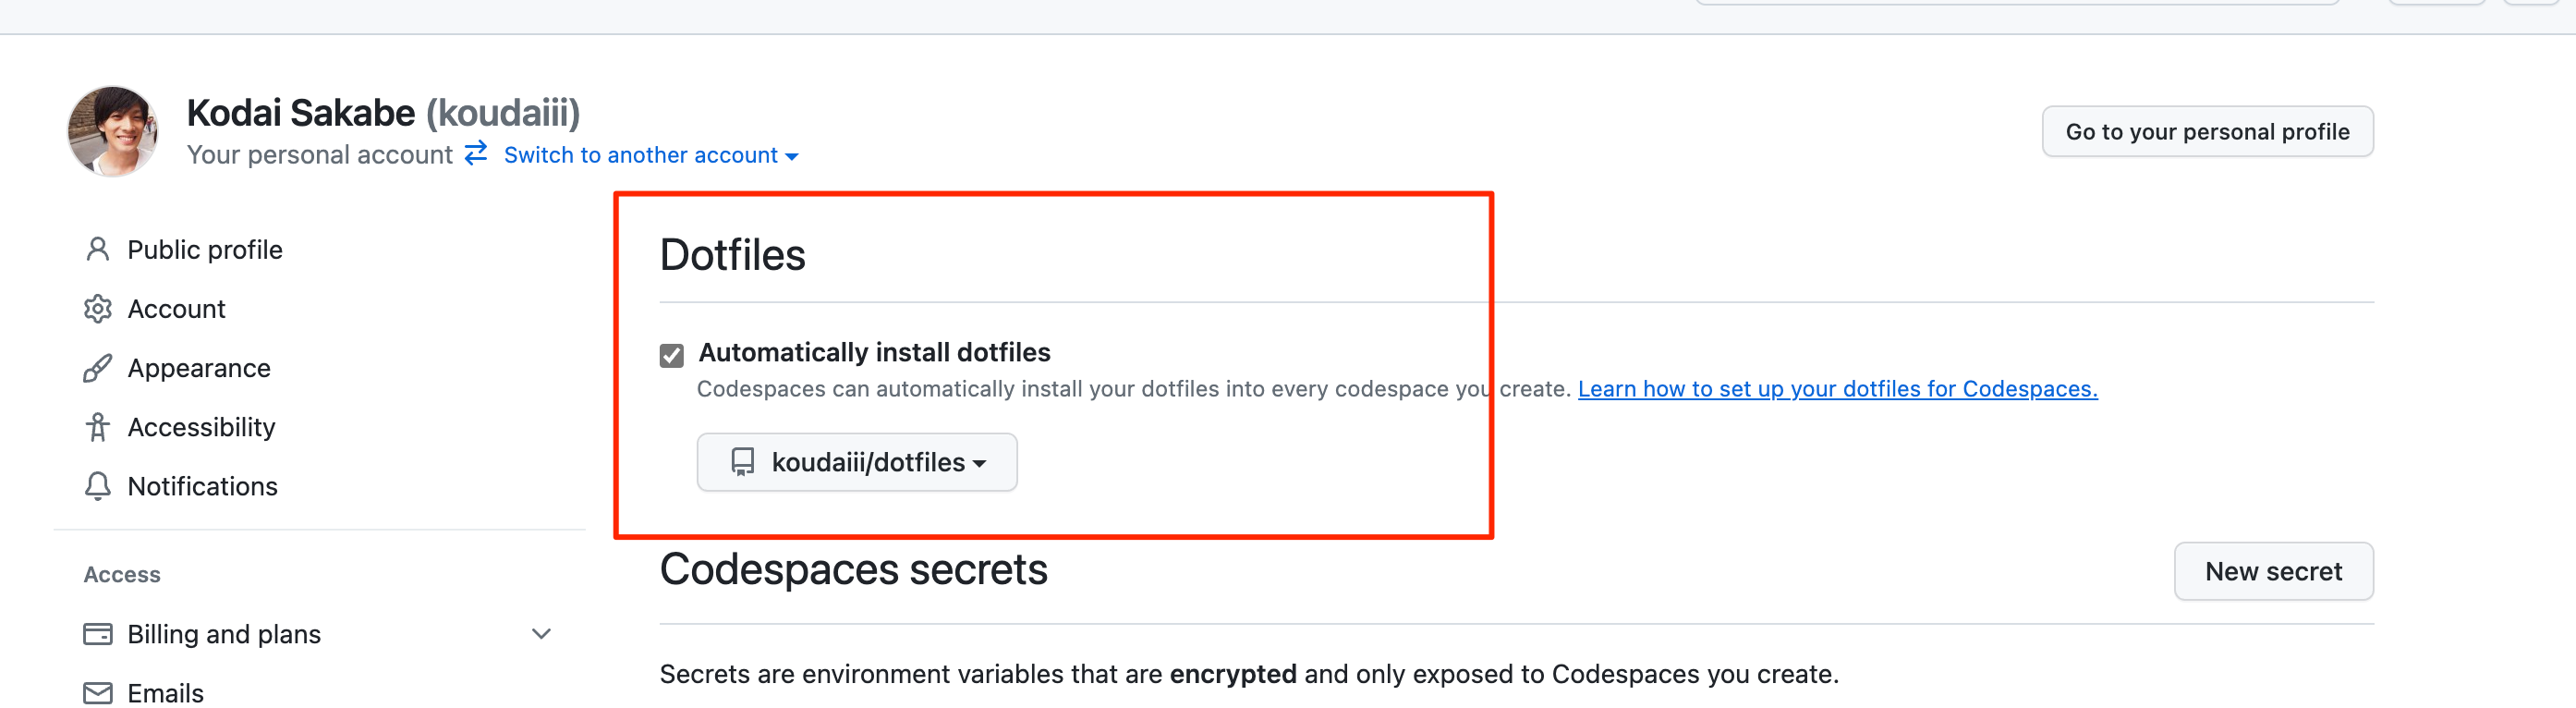 Kodai Sakabe (koudaiii)
Your personal account Switch to another account
Go to your personal profile
Public profile
Account
Appearance
Accessibility
Notifications
Access
Billing and plans
Emails
Dotfiles
Automatically install dotfiles
Codespaces can automatically install your dotfiles into every codespace you create. Learn how to set up your dotfiles for Codespaces.
koudaiii/dotfiles
Codespaces secrets
New secret
Secrets are environment variables that are encrypted and only exposed to Codespaces you create.